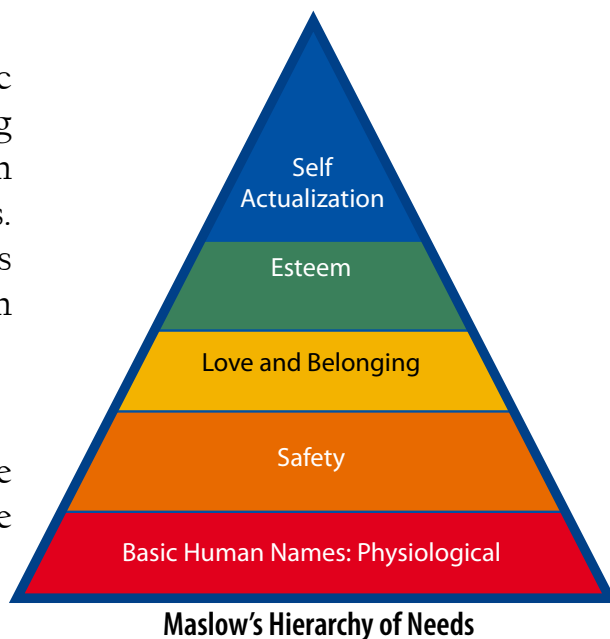 c
g
n
s.
s
n
e
e
Self
Actualization
Esteem
Love and Belonging
Safety
Basic Human Names: Physiological
Maslow's Hierarchy of Needs